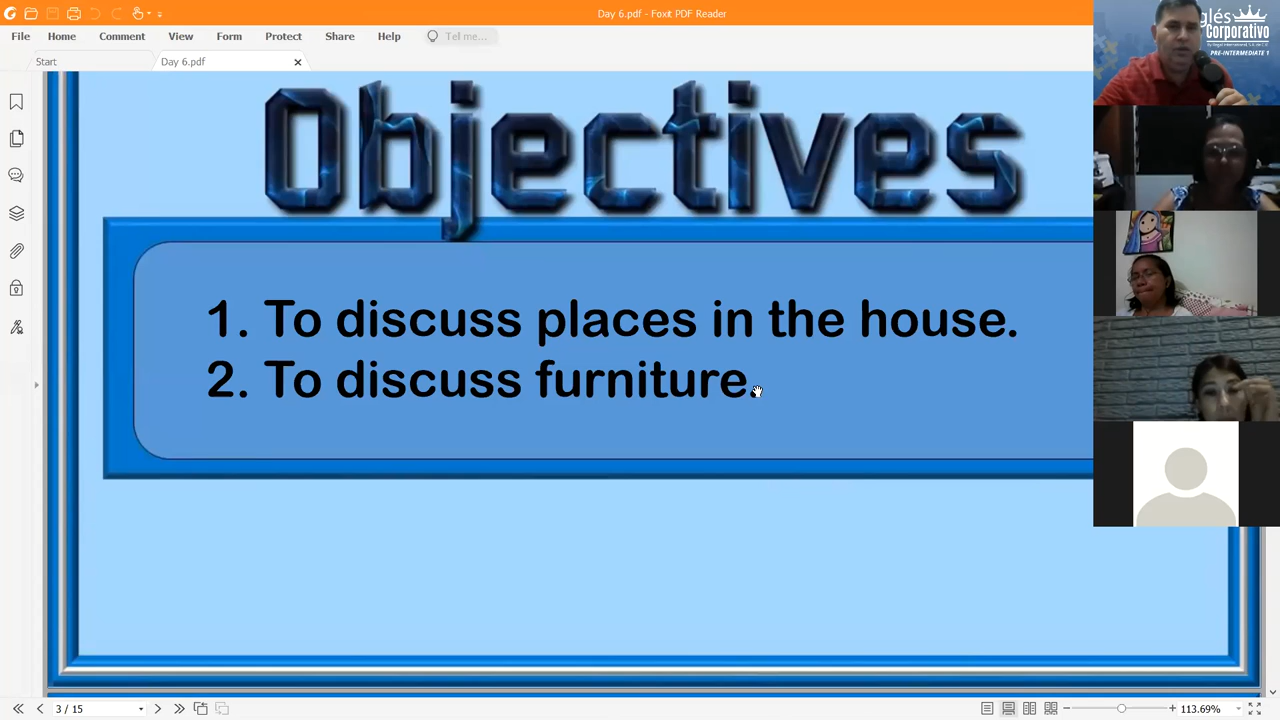 Day 6.pdf - Foxit PDF Reader
File Home Comment View Form Protect Share Help Tell me...
Start Day 6.pdf
glés
Corporativo
PRE-INTERMEDIATE 1
Objectives
1. To discuss places in the house.
2. To discuss furniture.
3 / 15
113.69%